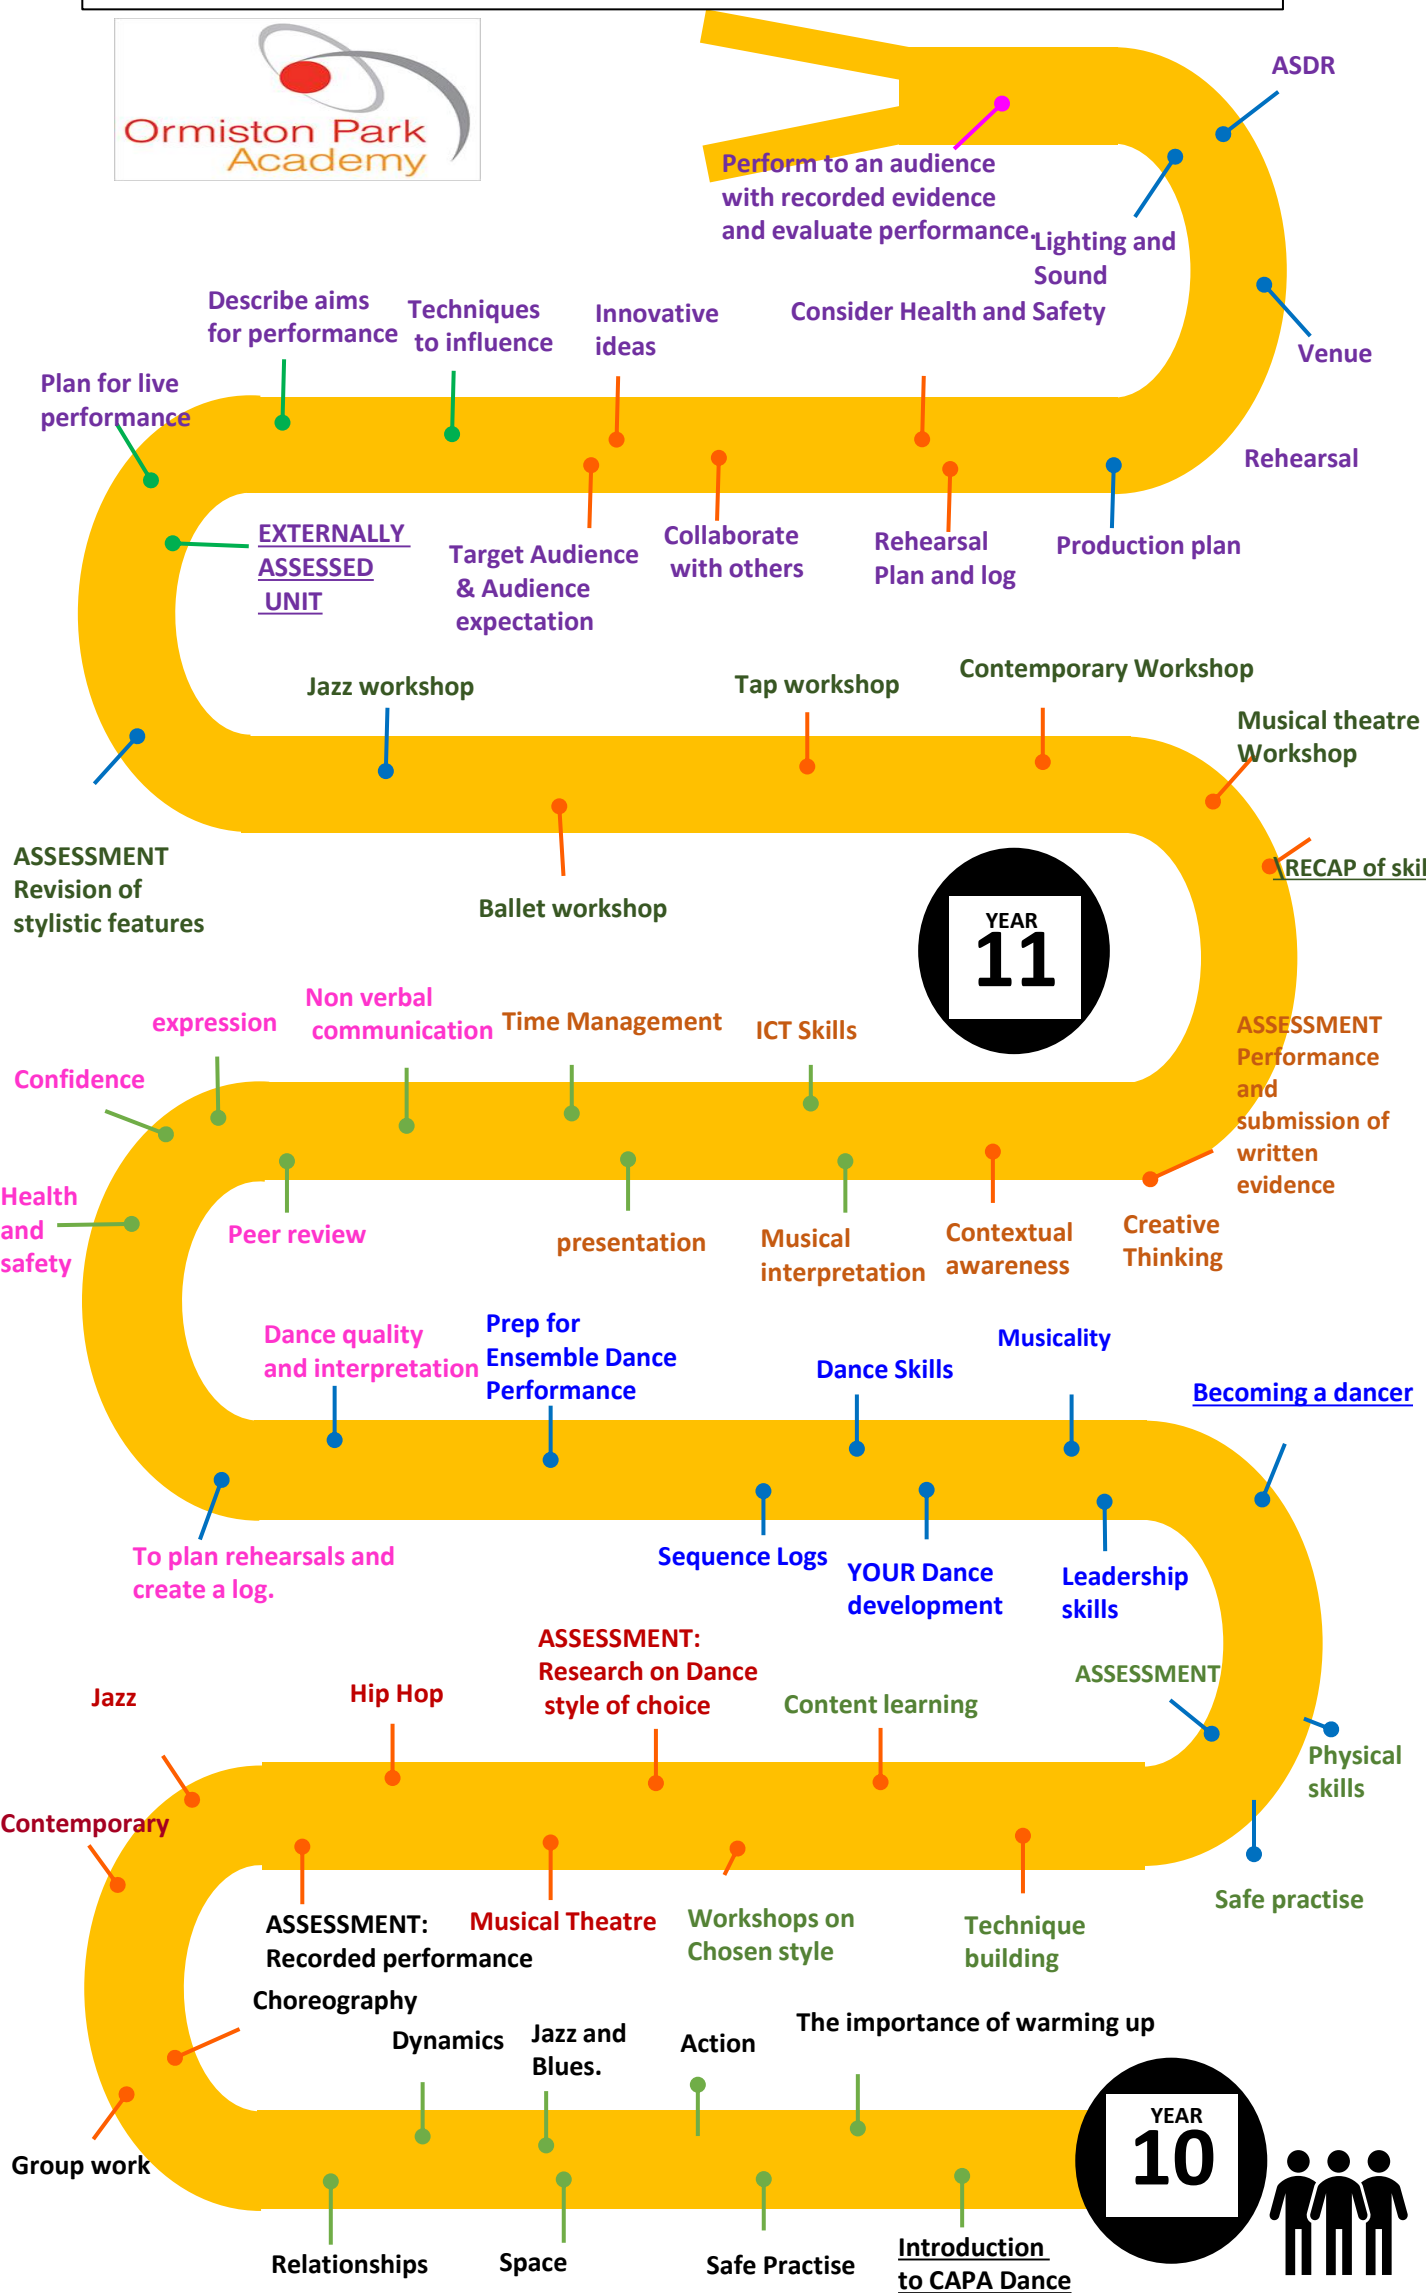 Ormiston Park
Academy
ASDR
Perform to an audience
with recorded evidence
and evaluate performance.
Lighting and
Sound
Venue
Describe aims
for performance
Techniques
to influence
Innovative
ideas
Consider Health and Safety
Plan for live
performance
Rehearsal
EXTERNALLY
ASSESSED
UNIT
Target Audience
& Audience
expectation
Collaborate
with others
Rehearsal
Plan and log
Production plan
Jazz workshop
Tap workshop
Contemporary Workshop
Musical theatre
Workshop
ASSESSMENT
Revision of
stylistic features
Ballet workshop
\RECAP of skil
YEAR
11
Confidence
expression
Non verbal
communication
Time Management
ICT Skills
ASSESSMENT
Performance
and
submission of
written
evidence
Health
and
safety
Peer review
presentation
Musical
interpretation
Contextual
awareness
Creative
Thinking
Dance quality
and interpretation
Prep for
Ensemble Dance
Performance
Dance Skills
Musicality
Becoming a dancer
To plan rehearsals and
create a log.
Sequence Logs
YOUR Dance
development
Leadership
skills
Jazz
Hip Hop
ASSESSMENT:
Research on Dance
style of choice
Content learning
ASSESSMENT
Physical
skills
Contemporary
ASSESSMENT:
Recorded performance
Musical Theatre
Workshops on
Chosen style
Technique
building
Safe practise
Choreography
Dynamics
Jazz and
Blues.
Action
The importance of warming up
YEAR
10
Group work
Relationships
Space
Safe Practise
Introduction
to CAPA Dance